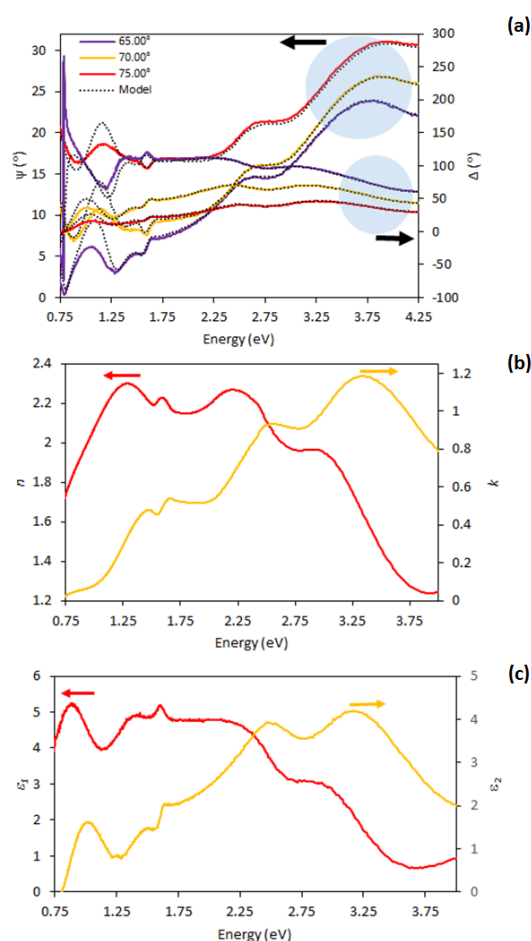 (a)
65.00°
70.00°
75.00°
Model
35
30
25
20
15
10
5
0
ψ (°)
300
250
200
150
100
50
0
-50
-100
Δ (°)
0.75 1.25 1.75 2.25 2.75 3.25 3.75 4.25
Energy (eV)
(b)
2.4
2.2
2
1.8
1.6
1.4
1.2
n
1.2
1
0.8
0.6
0.4
0.2
0
k
0.75 1.25 1.75 2.25 2.75 3.25 3.75
Energy (eV)
(c)
6
5
4
3
2
1
0
ε1
5
4
3
2
1
0
ε2
0.75 1.25 1.75 2.25 2.75 3.25 3.75
Energy (eV)